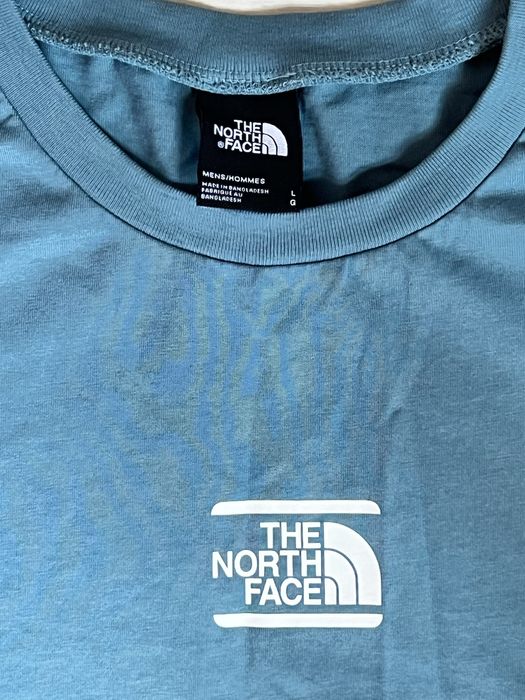 THE
NORTH
®FACE
MENS/HOMMES
MADE IN BANGLADESH
FABRIQUÉ AU
BANGLADESH
L
G
THE
NORTH
FACE